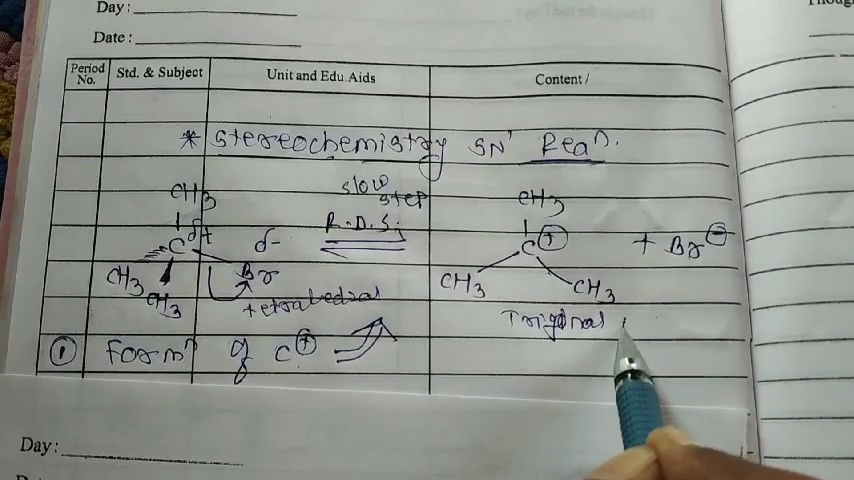 Day:
Date:
Period No. Std. & Subject Unit and Edu. Aids Content/
* Stereochemistry SN¹ Reaⁿ.
slow step
R.D.S.
CH3
C δ+ δ-
CH3 CH3 Br
tetrahedral
CH3
C⊕ + Br⊖
CH3 CH3
Trigonal
① Formⁿ of C⊕
Day: